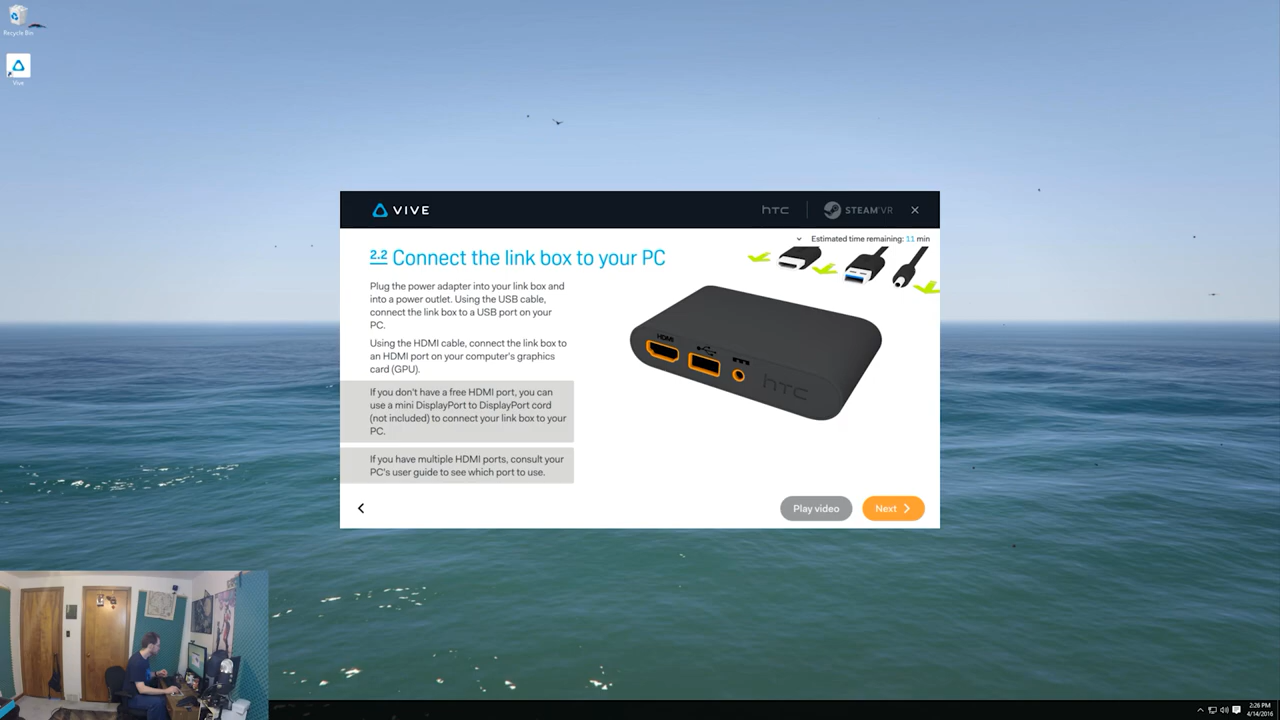 Recycle Bin
Vive
VIVE
hTC
STEAMVR
Estimated time remaining: 11 min
2.2 Connect the link box to your PC
Plug the power adapter into your link box and
into a power outlet. Using the USB cable,
connect the link box to a USB port on your
PC.
Using the HDMI cable, connect the link box to
an HDMI port on your computer's graphics
card (GPU).
If you don't have a free HDMI port, you can
use a mini DisplayPort to DisplayPort cord
(not included) to connect your link box to your
PC.
If you have multiple HDMI ports, consult your
PC's user guide to see which port to use.
HDMI
hTC
Play video
Next
2:26 PM
4/14/2016